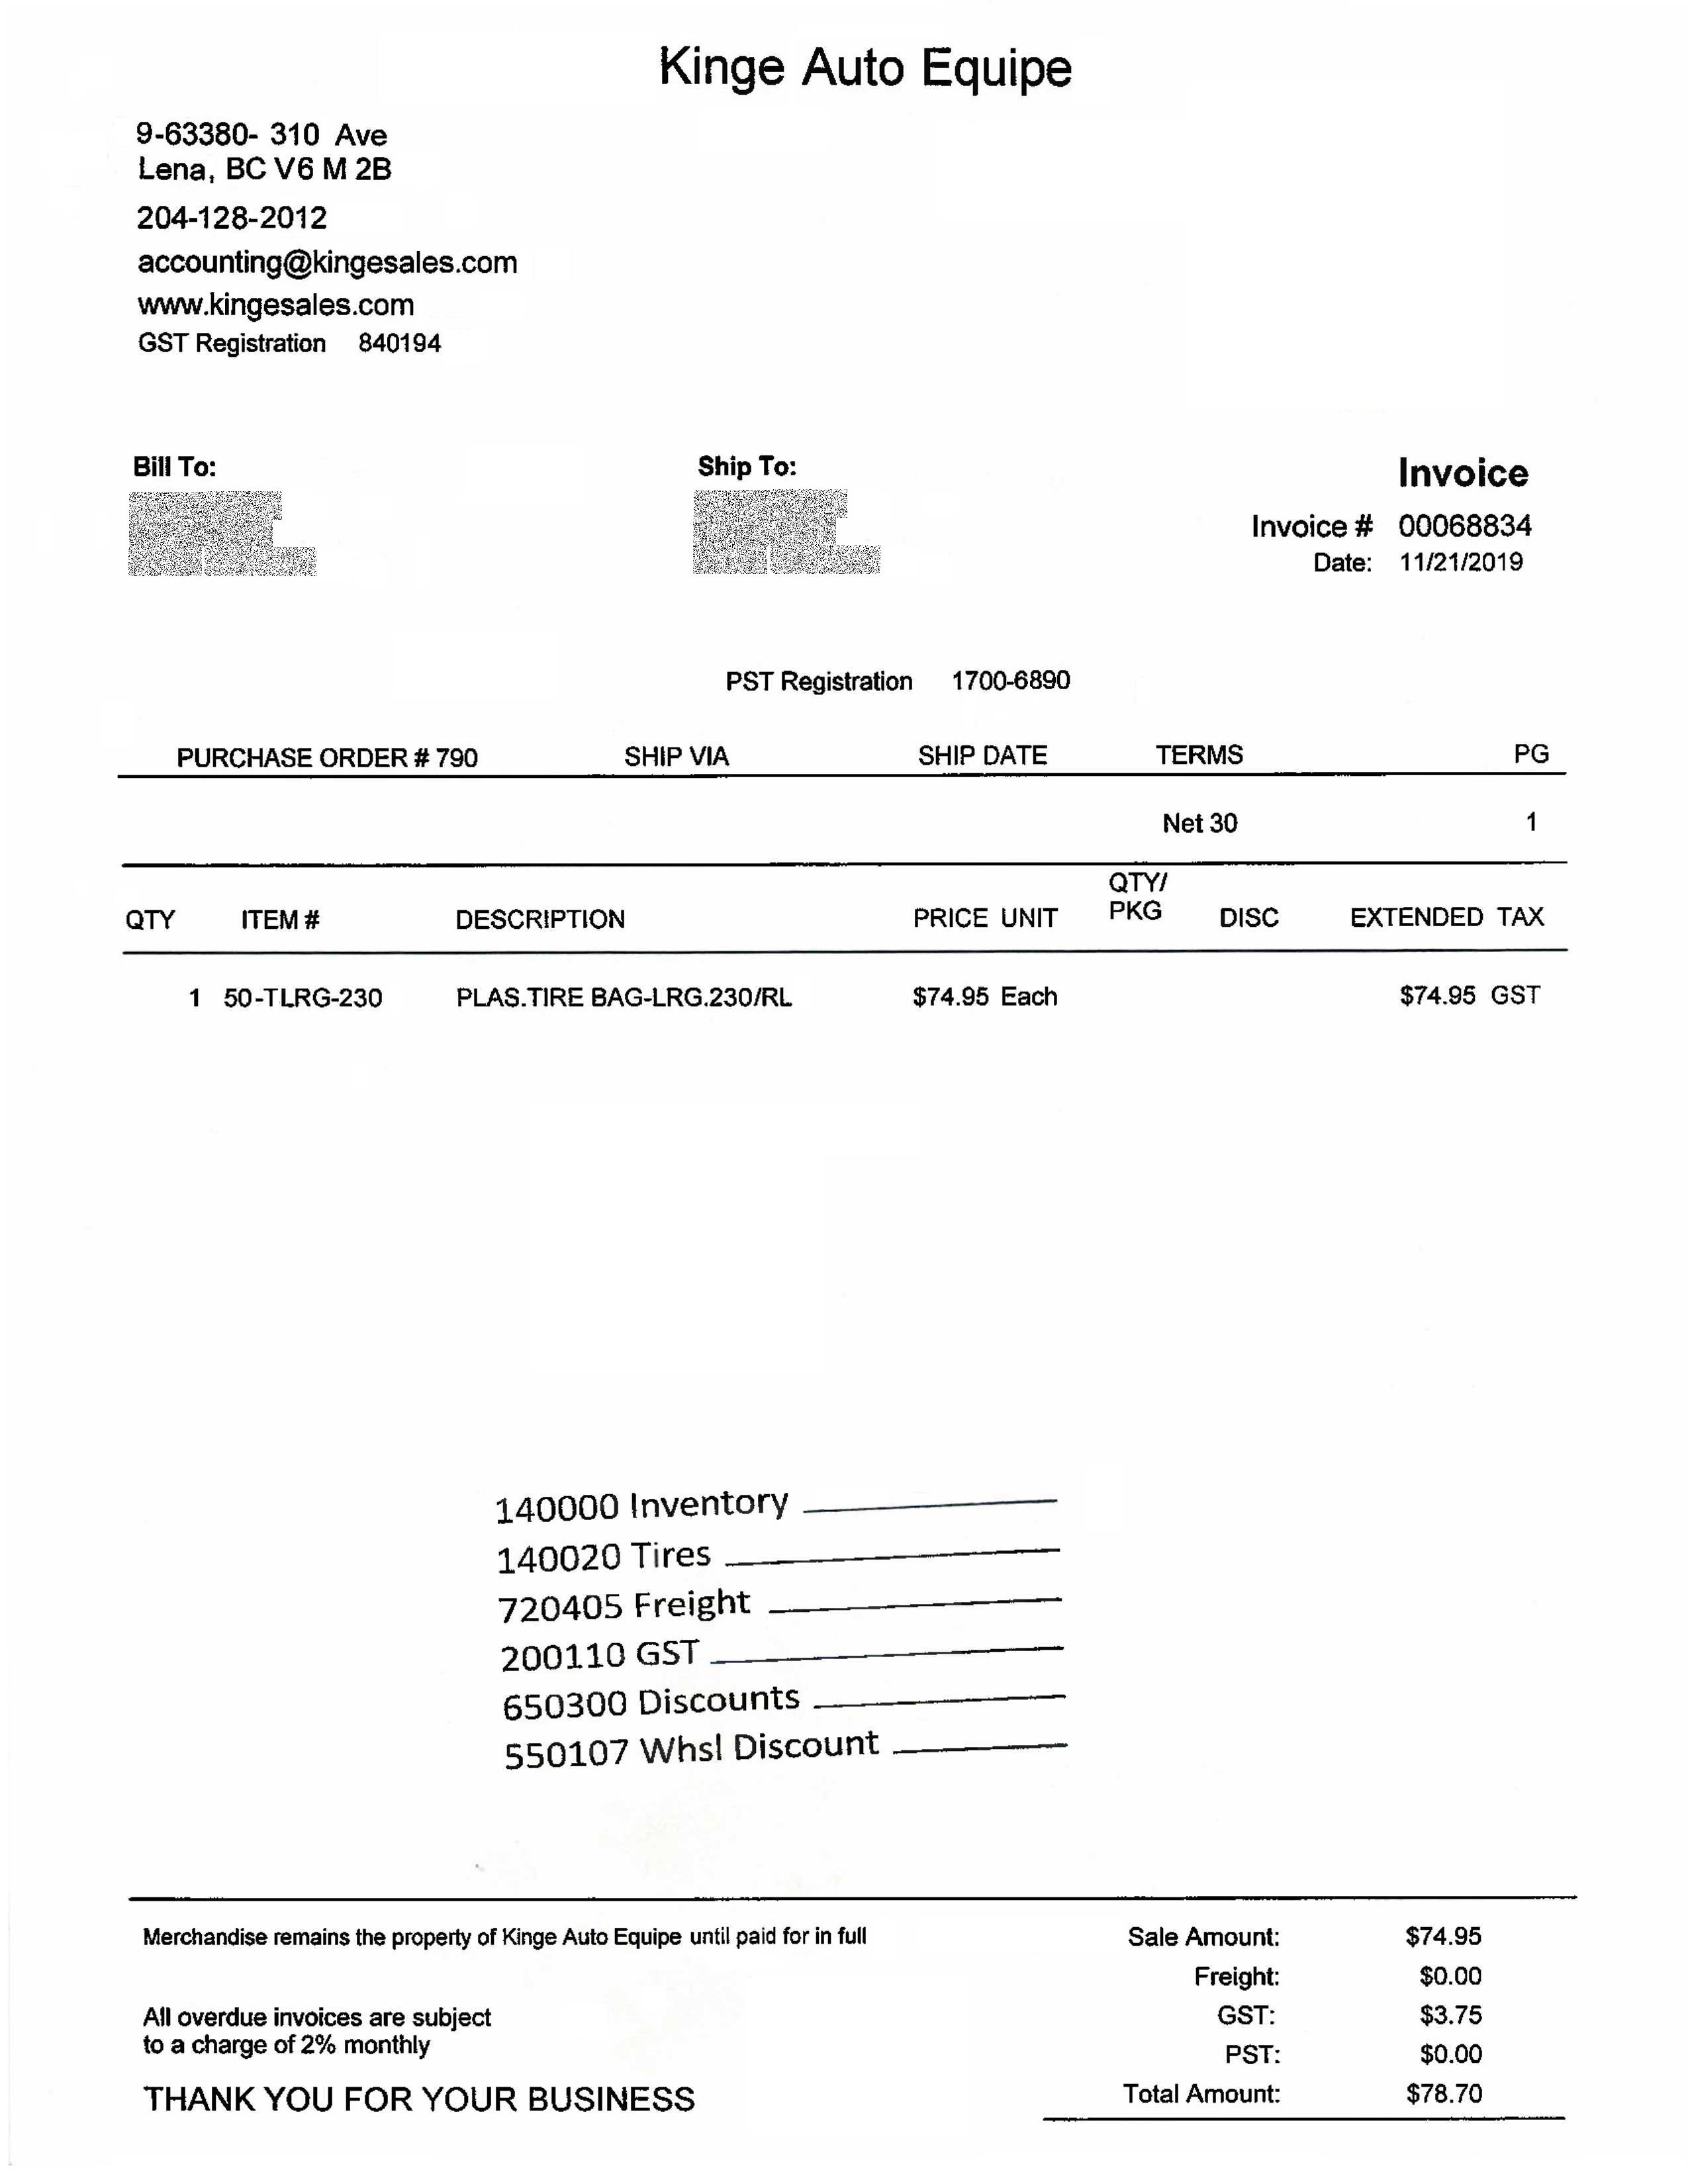 Kinge Auto Equipe
9-63380- 310 Ave
Lena, BC V6 M 2B
204-128-2012
accounting@kingesales.com
www.kingesales.com
GST Registration 840194
Bill To: Ship To: Invoice
Invoice # 00068834
Date: 11/21/2019
PST Registration 1700-6890
PURCHASE ORDER # 790 SHIP VIA SHIP DATE TERMS PG
Net 30 1
QTY ITEM # DESCRIPTION PRICE UNIT QTY/ PKG DISC EXTENDED TAX
1 50-TLRG-230 PLAS.TIRE BAG-LRG.230/RL $74.95 Each $74.95 GST
140000 Inventory
140020 Tires
720405 Freight
200110 GST
650300 Discounts
550107 Whsl Discount
Merchandise remains the property of Kinge Auto Equipe until paid for in full
All overdue invoices are subject
to a charge of 2% monthly
THANK YOU FOR YOUR BUSINESS
Sale Amount: $74.95
Freight: $0.00
GST: $3.75
PST: $0.00
Total Amount: $78.70